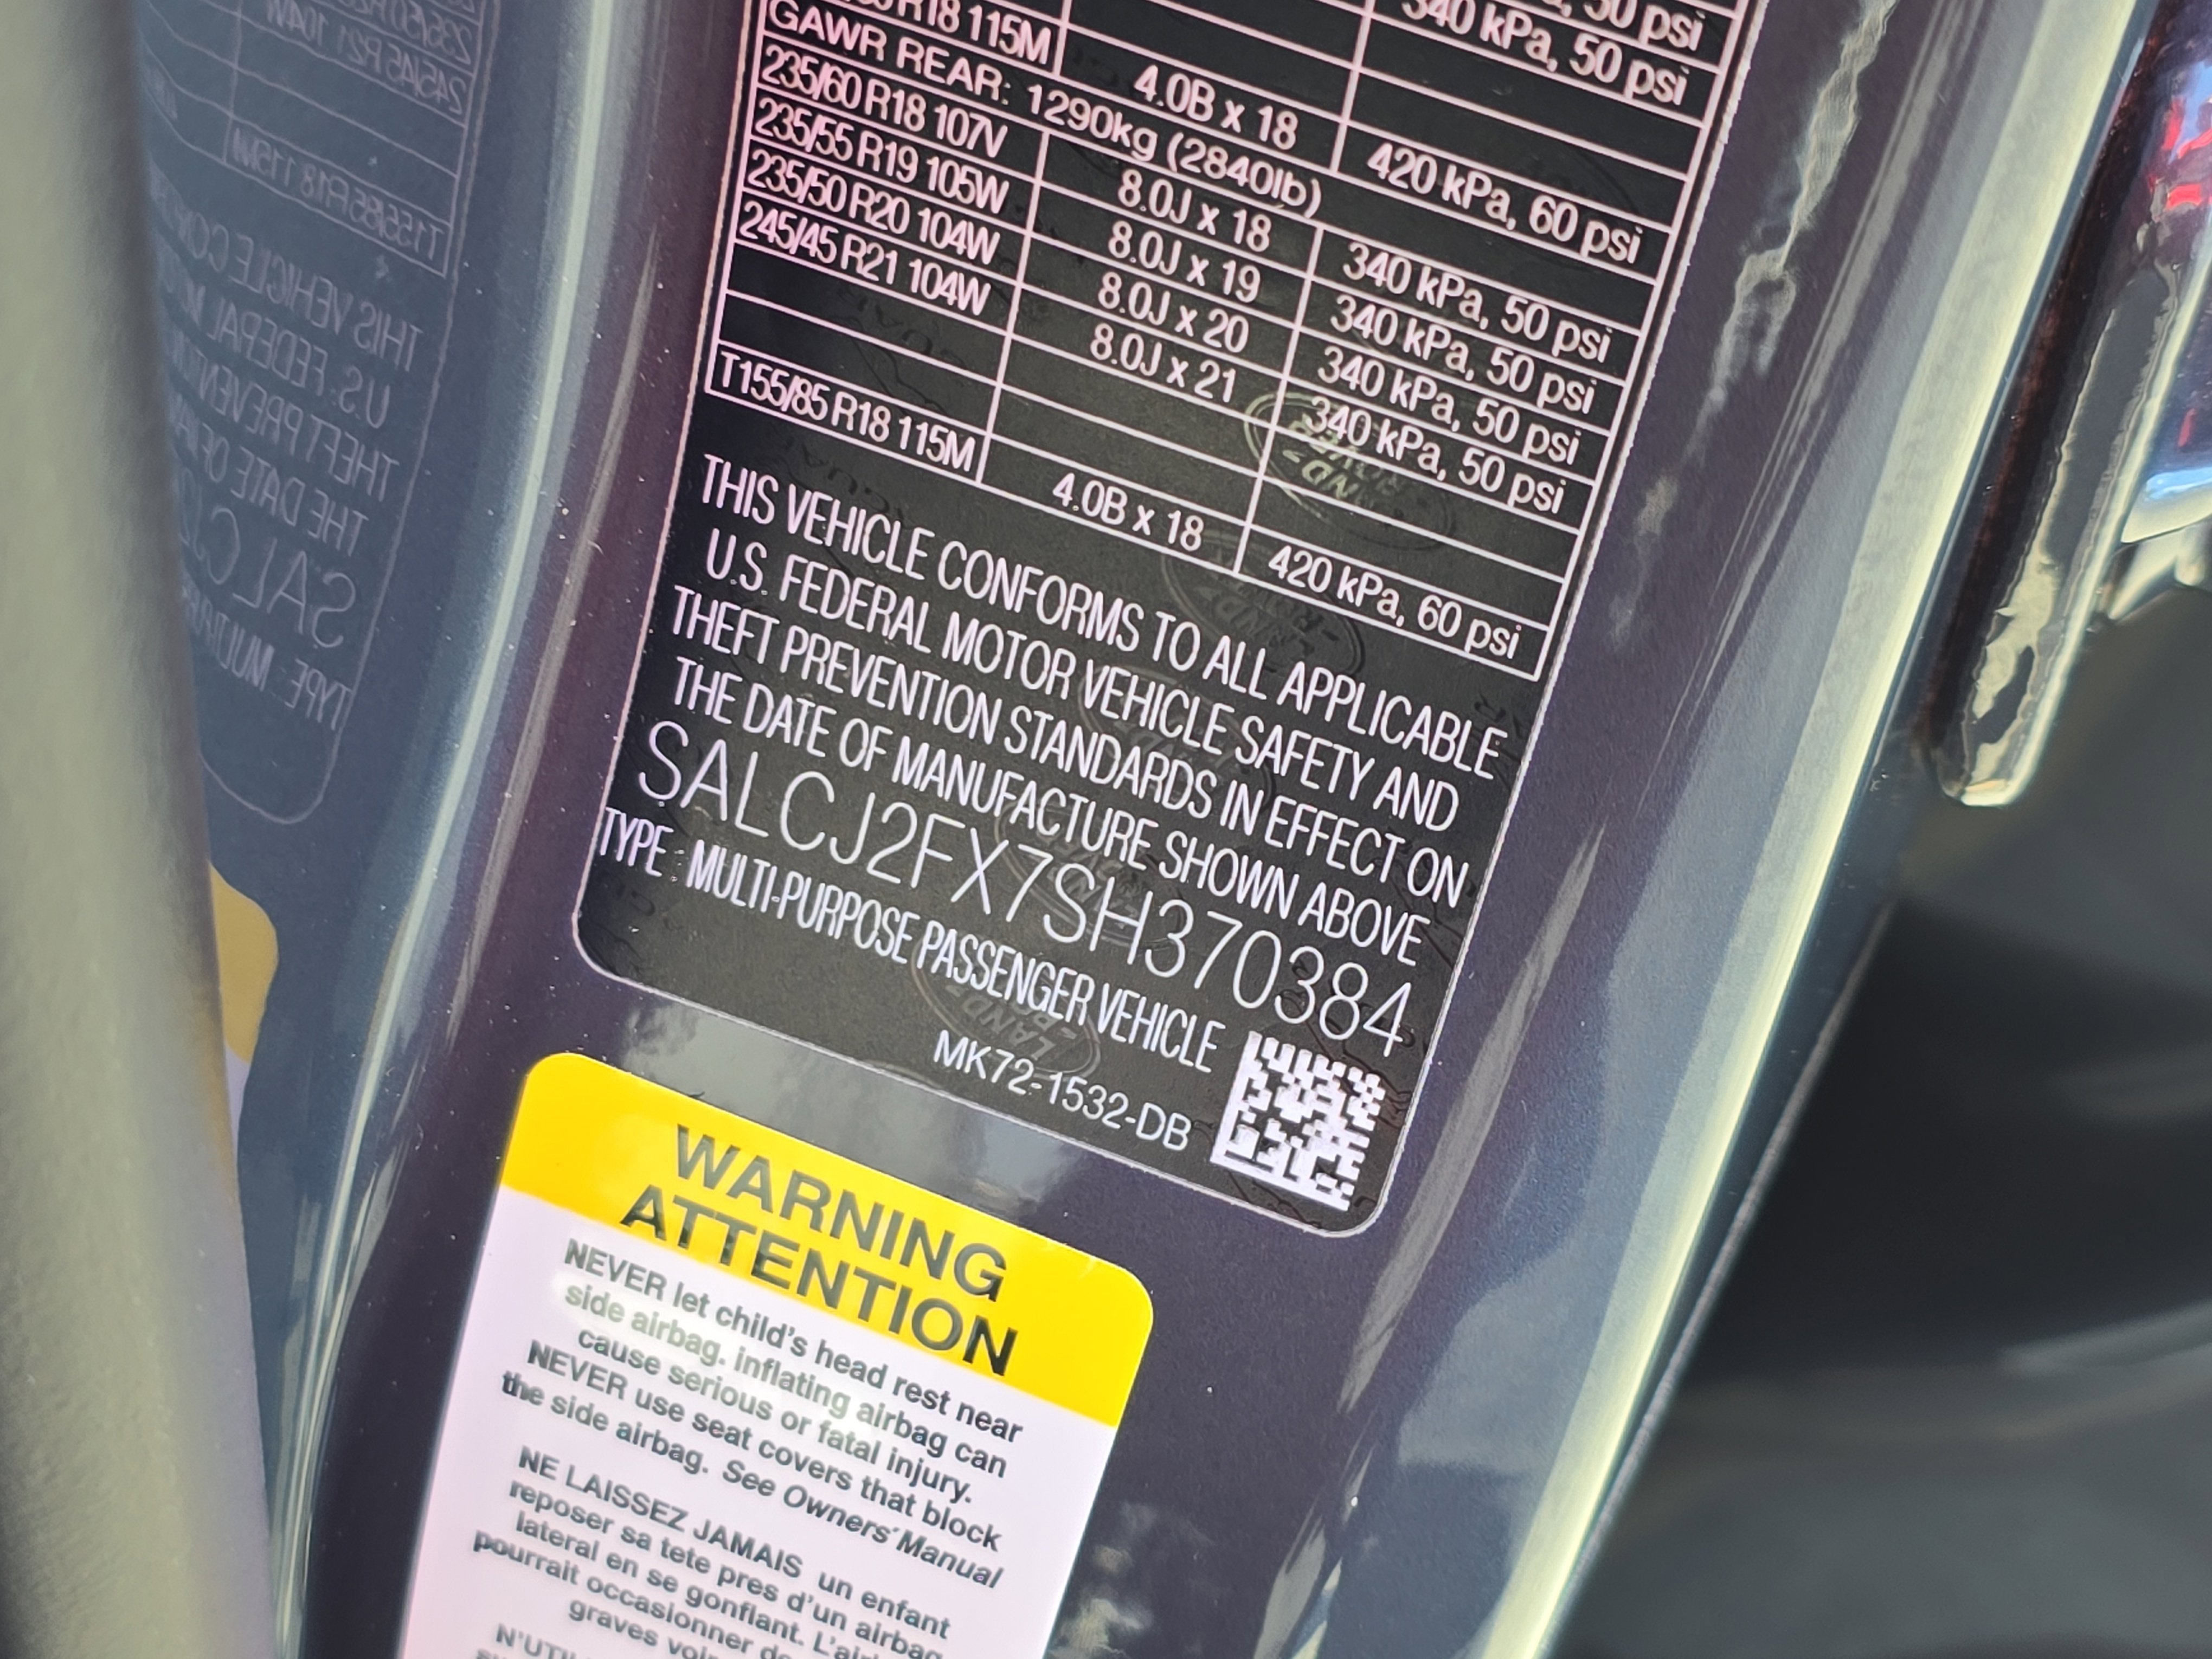 50 psi
340 kPa, 50 psi
R18 115M 4.0B x 18 420 kPa, 60 psi
GAWR REAR: 1290kg (2840lb)
235/60 R18 107V 8.0J x 18 340 kPa, 50 psi
235/55 R19 105W 8.0J x 19 340 kPa, 50 psi
235/50 R20 104W 8.0J x 20 340 kPa, 50 psi
245/45 R21 104W 8.0J x 21 340 kPa, 50 psi
T155/85 R18 115M 4.0B x 18 420 kPa, 60 psi
THIS VEHICLE CONFORMS TO ALL APPLICABLE
U.S. FEDERAL MOTOR VEHICLE SAFETY AND
THEFT PREVENTION STANDARDS IN EFFECT ON
THE DATE OF MANUFACTURE SHOWN ABOVE
SALCJ2FX7SH370384
TYPE : MULTI-PURPOSE PASSENGER VEHICLE
MK72-1532-DB
WARNING
ATTENTION
NEVER let child's head rest near
side airbag. inflating airbag can
cause serious or fatal injury.
NEVER use seat covers that block
the side airbag. See Owners' Manual
NE LAISSEZ JAMAIS un enfant
reposer sa tete pres d'un airbag
lateral en se gonflant. L'air
pourrait occasionner de
graves